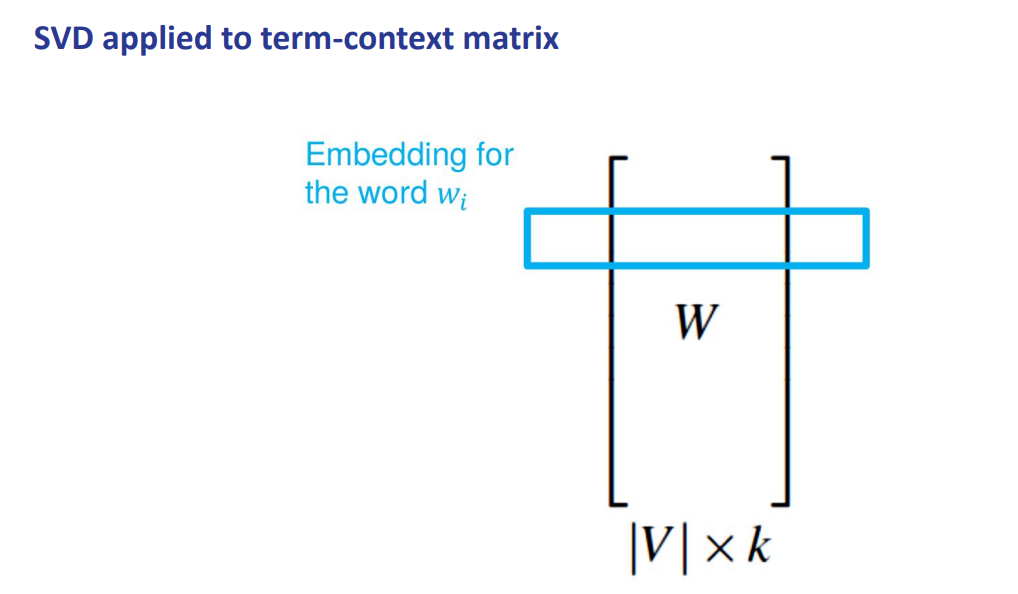 SVD applied to term-context matrix
Embedding for
the word wᵢ
W
|V| × k